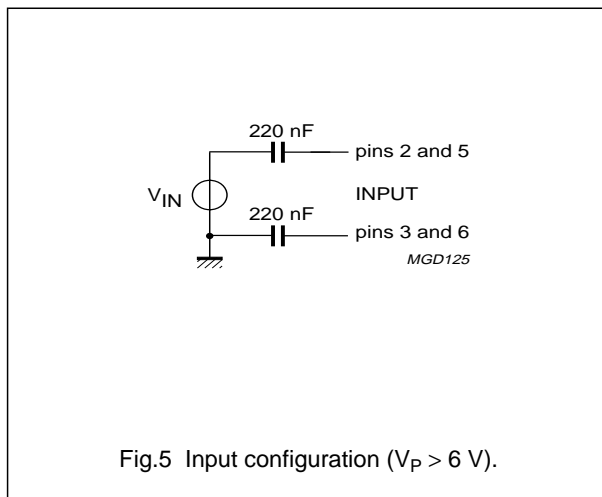 220 nF
pins 2 and 5
VIN
INPUT
220 nF
pins 3 and 6
MGD125
Fig.5 Input configuration (VP > 6 V).